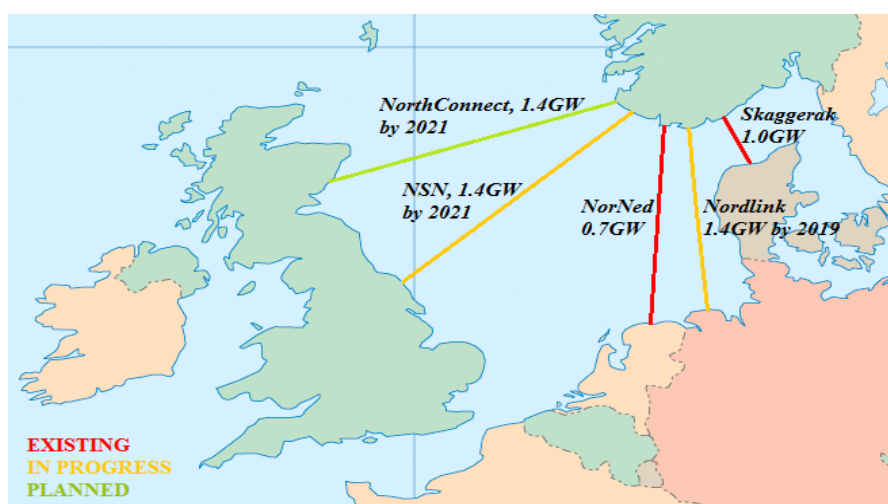 NorthConnect, 1.4GW
by 2021
Skaggerak
1.0GW
NSN, 1.4GW
by 2021
NorNed
0.7GW
Nordlink
1.4GW by 2019
EXISTING
IN PROGRESS
PLANNED